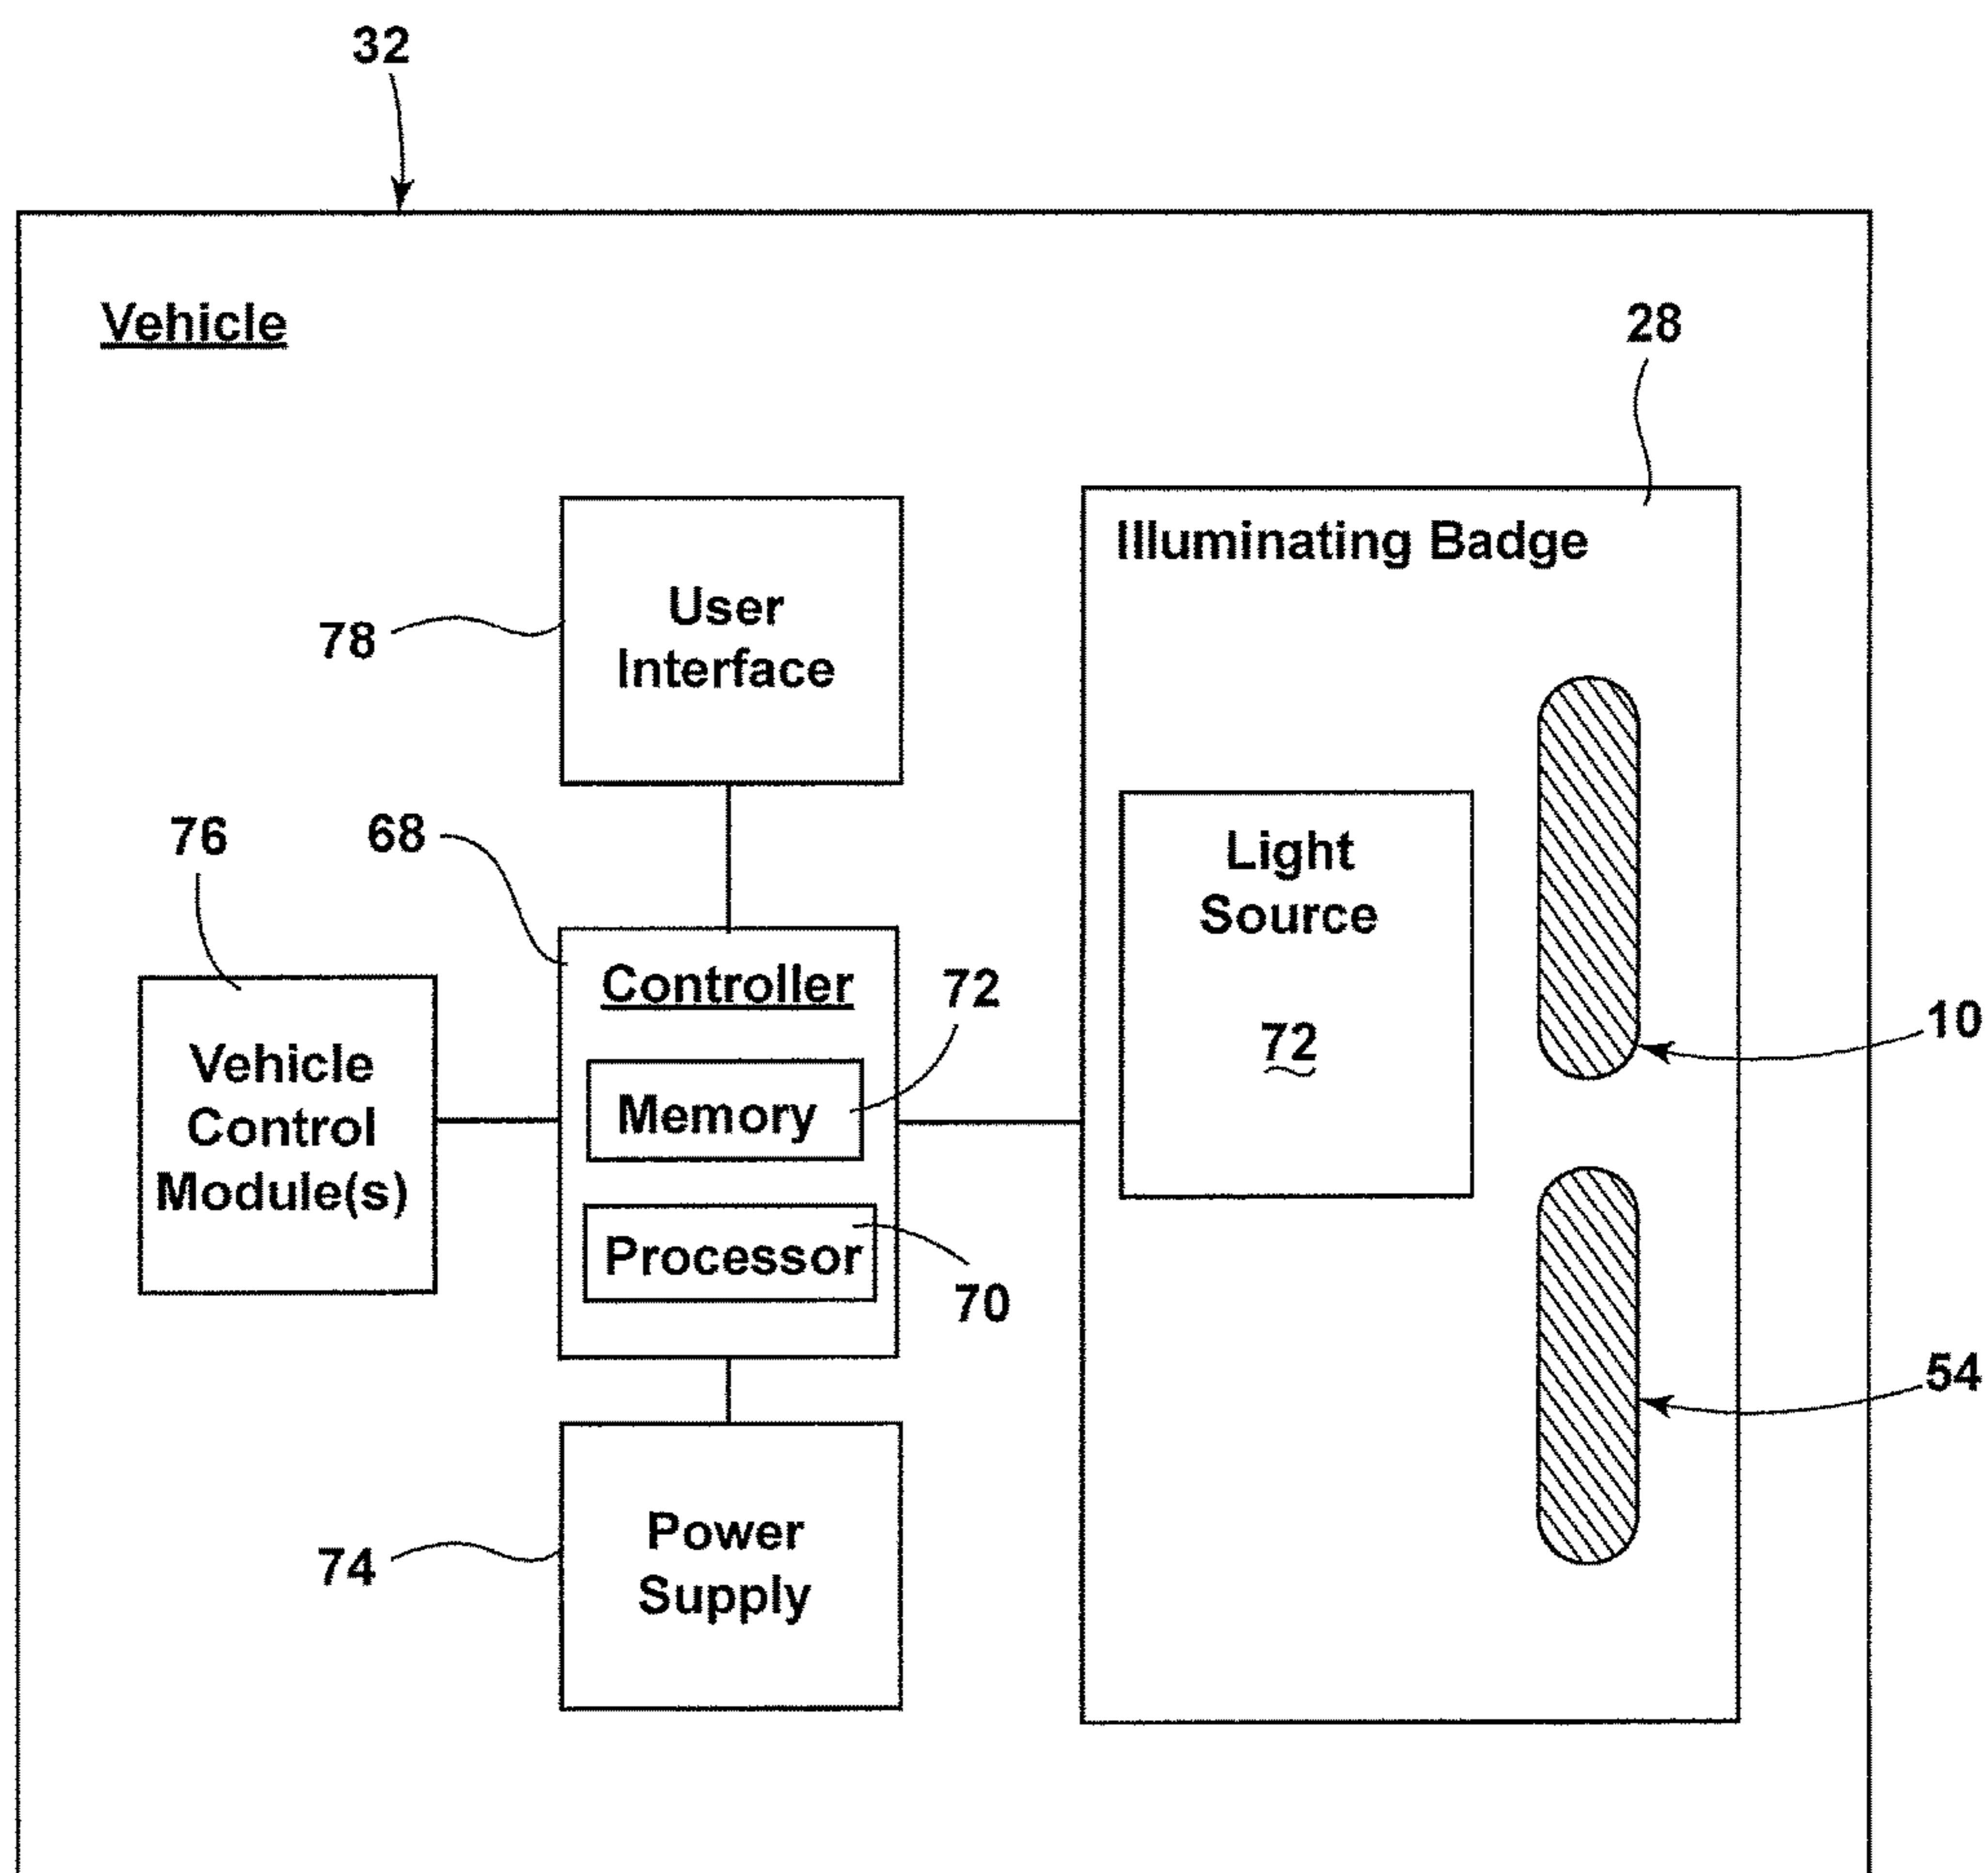 32
Vehicle
28
Illuminating Badge
User
Interface
78
76
68
Light
Source
72
Controller
72
10
Vehicle
Control
Module(s)
Memory
Processor
70
54
Power
Supply
74